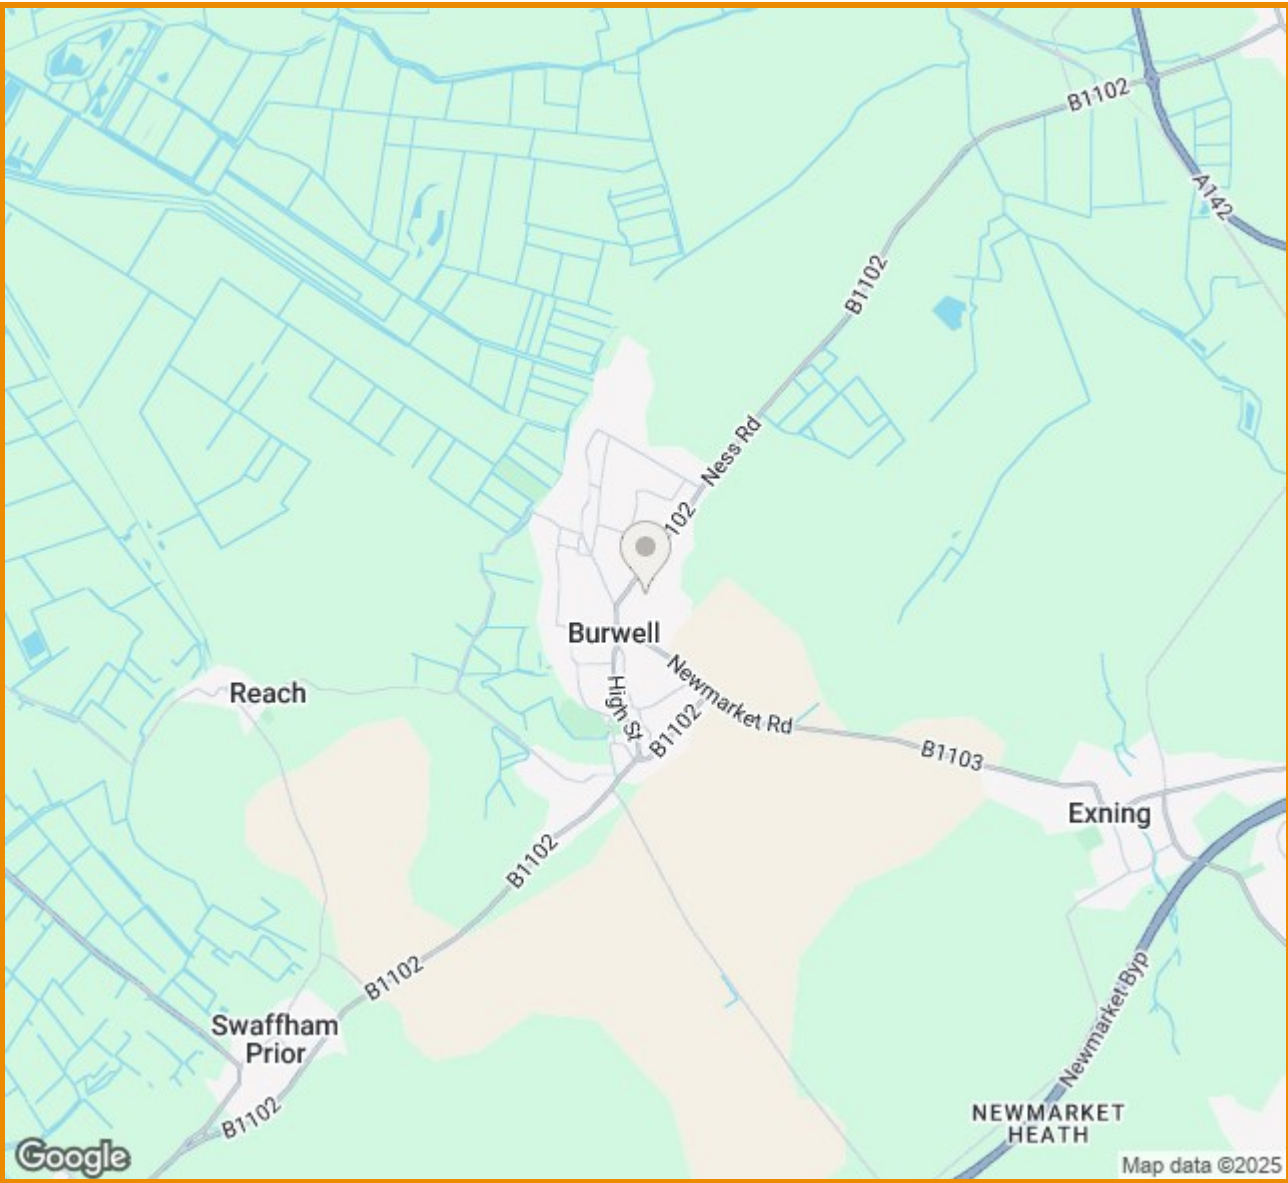 B1102
A142
B1102
Ness Rd
102
Burwell
Newmarket Rd
High St
B1102
Reach
B1103
Exning
B1102
B1102
Newmarket Byp
Swaffham
Prior
B1102
NEWMARKET
HEATH
Google
Map data ©2025